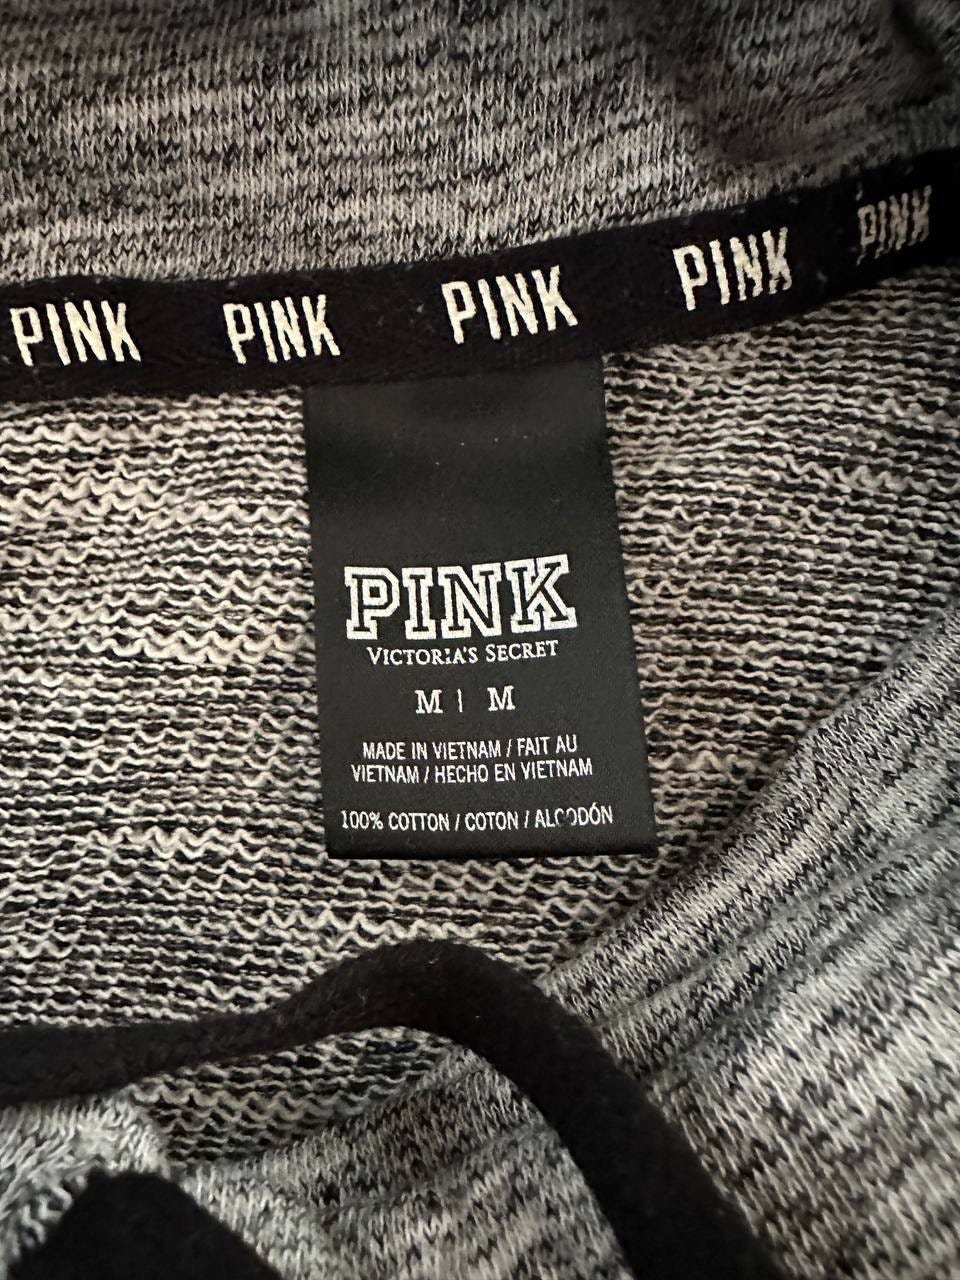 PINK PINK PINK PINK PINK
PINK
VICTORIA'S SECRET
M | M
MADE IN VIETNAM / FAIT AU
VIETNAM / HECHO EN VIETNAM
100% COTTON / COTON / ALGODÓN